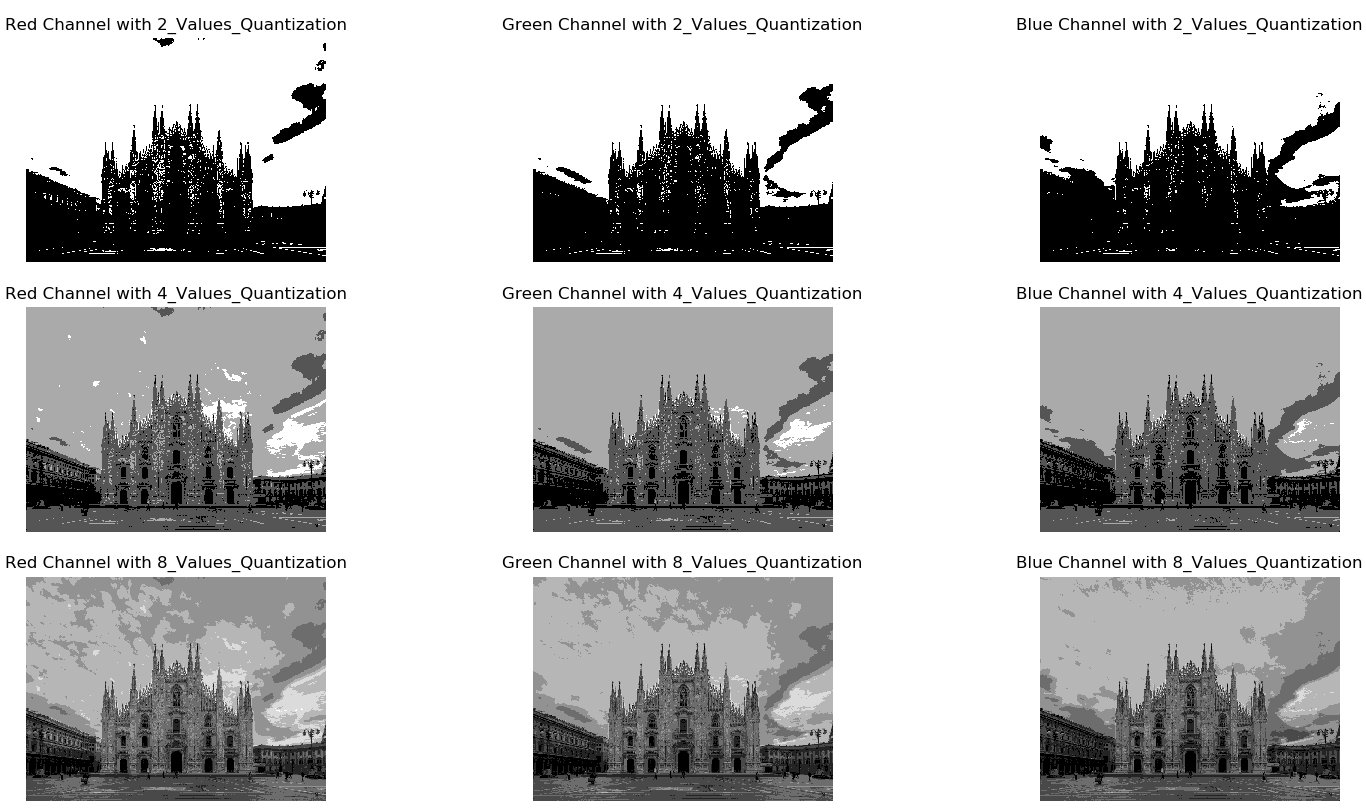 Red Channel with 2_Values_Quantization
Green Channel with 2_Values_Quantization
Blue Channel with 2_Values_Quantization
Red Channel with 4_Values_Quantization
Green Channel with 4_Values_Quantization
Blue Channel with 4_Values_Quantization
Red Channel with 8_Values_Quantization
Green Channel with 8_Values_Quantization
Blue Channel with 8_Values_Quantization